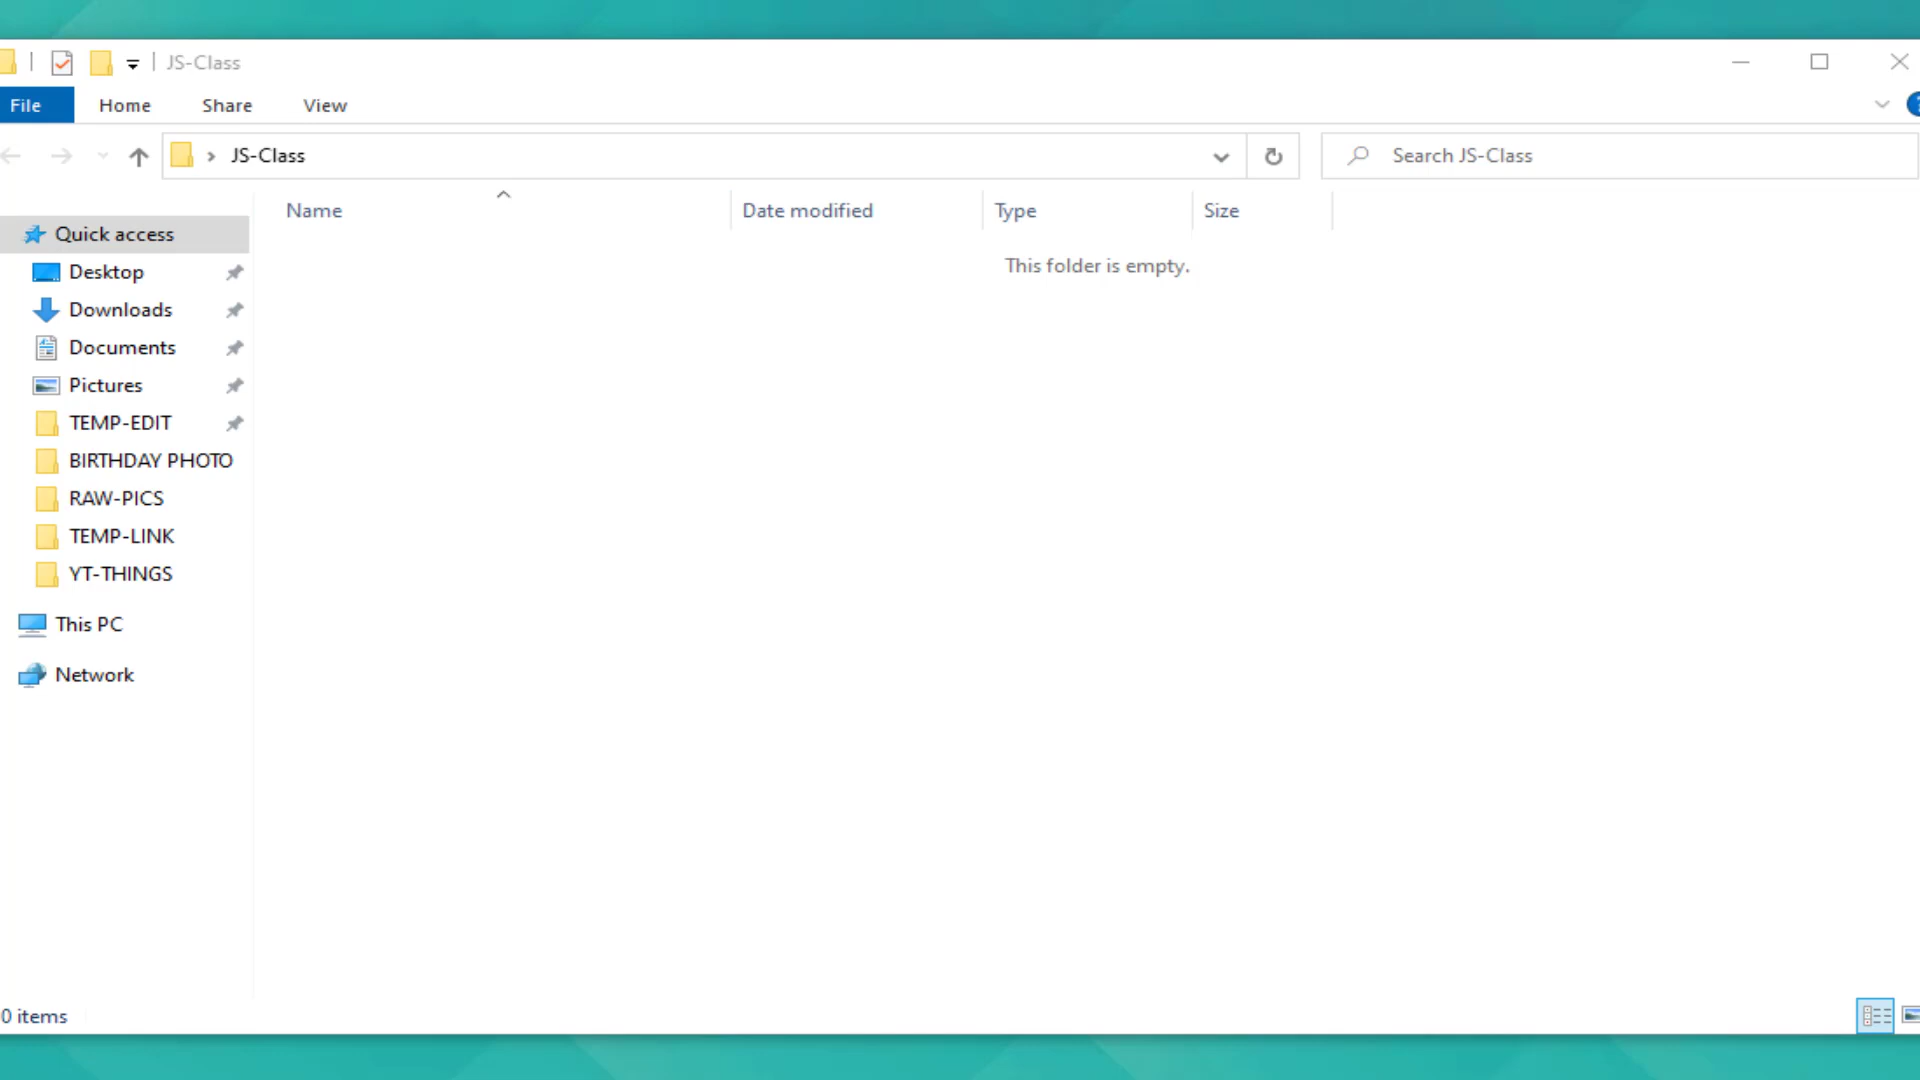 JS-Class
File Home Share View
JS-Class
Search JS-Class
Name Date modified Type Size
This folder is empty.
Quick access
Desktop
Downloads
Documents
Pictures
TEMP-EDIT
BIRTHDAY PHOTO
RAW-PICS
TEMP-LINK
YT-THINGS
This PC
Network
0 items